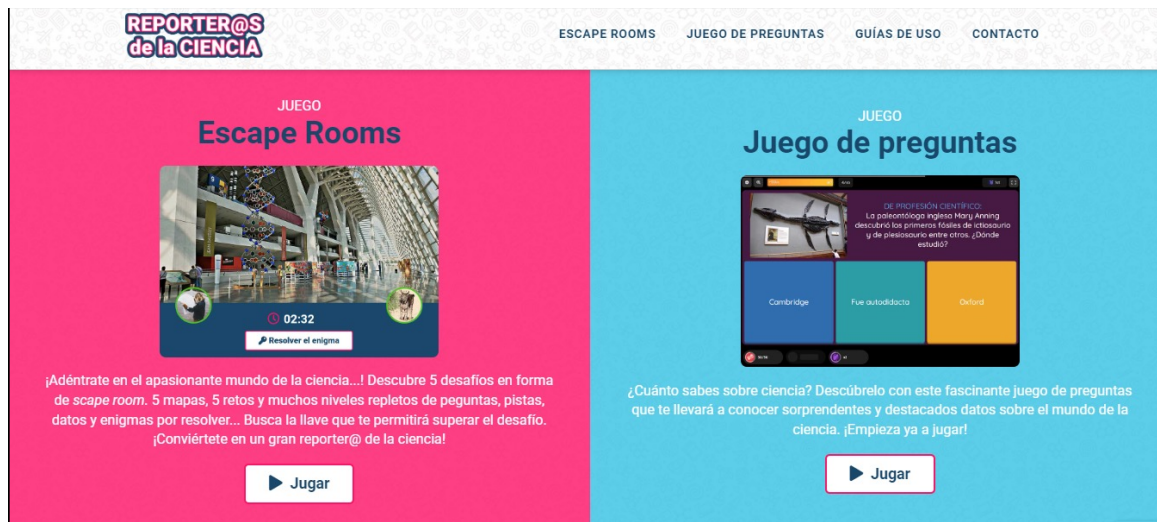 REPORTER@S
de la CIENCIA
ESCAPE ROOMS
JUEGO DE PREGUNTAS
GUÍAS DE USO
CONTACTO
JUEGO
Escape Rooms
02:32
Resolver el enigma
¡Adéntrate en el apasionante mundo de la ciencia...! Descubre 5 desafíos en forma
de scape room. 5 mapas, 5 retos y muchos niveles repletos de peguntas, pistas,
datos y enigmas por resolver... Busca la llave que te permitirá superar el desafío.
¡Conviértete en un gran reporter@ de la ciencia!
Jugar
JUEGO
Juego de preguntas
DE PROFESIÓN CIENTÍFICO:
La paleontóloga inglesa Mary Anning
descubrió los primeros fósiles de ictiosaurio
y de plesiosaurio entre otros. ¿Dónde
estudió?
Cambridge
Fue autodidacta
Oxford
¿Cuánto sabes sobre ciencia? Descúbrelo con este fascinante juego de preguntas
que te llevará a conocer sorprendentes y destacados datos sobre el mundo de la
ciencia. ¡Empieza ya a jugar!
Jugar